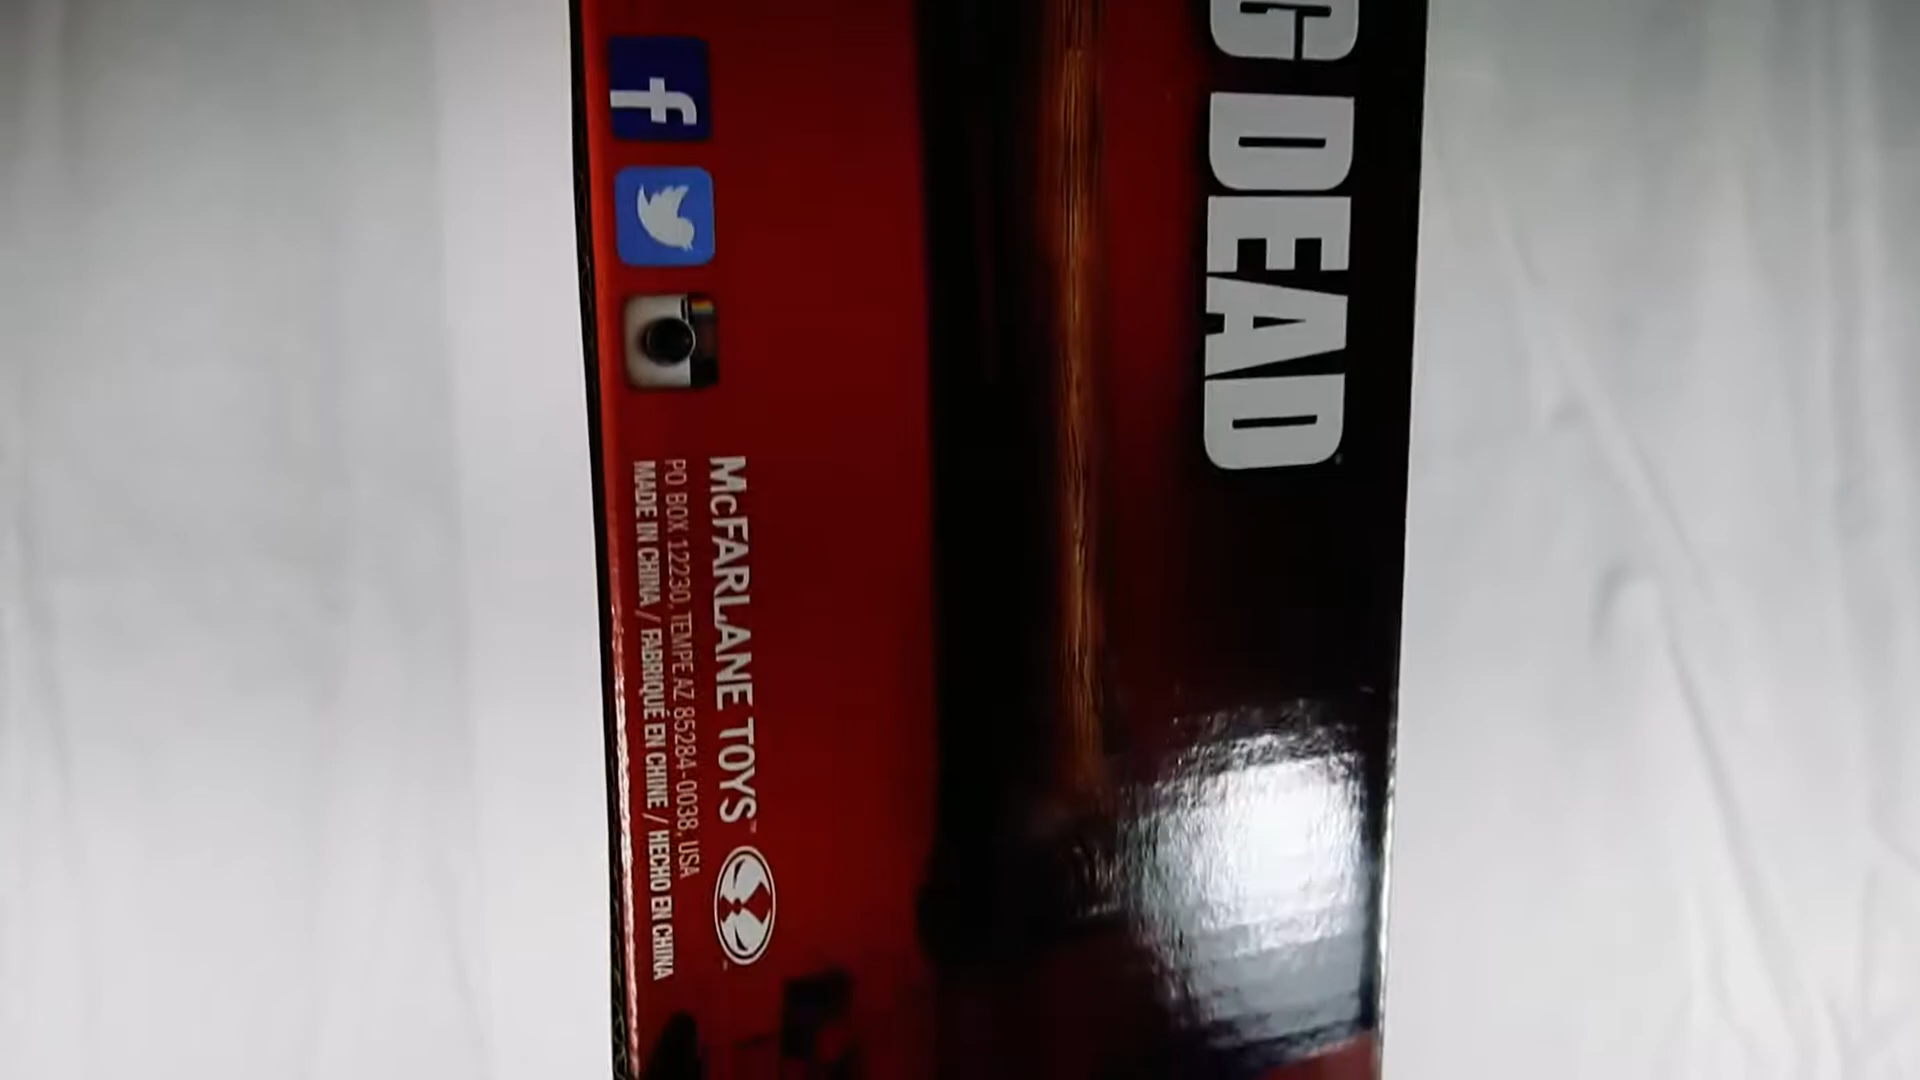 G DEAD
McFARLANE TOYS™
PO BOX 12230, TEMPE AZ 85284-0038, USA
MADE IN CHINA / FABRIQUÉ EN CHINE / HECHO EN CHINA